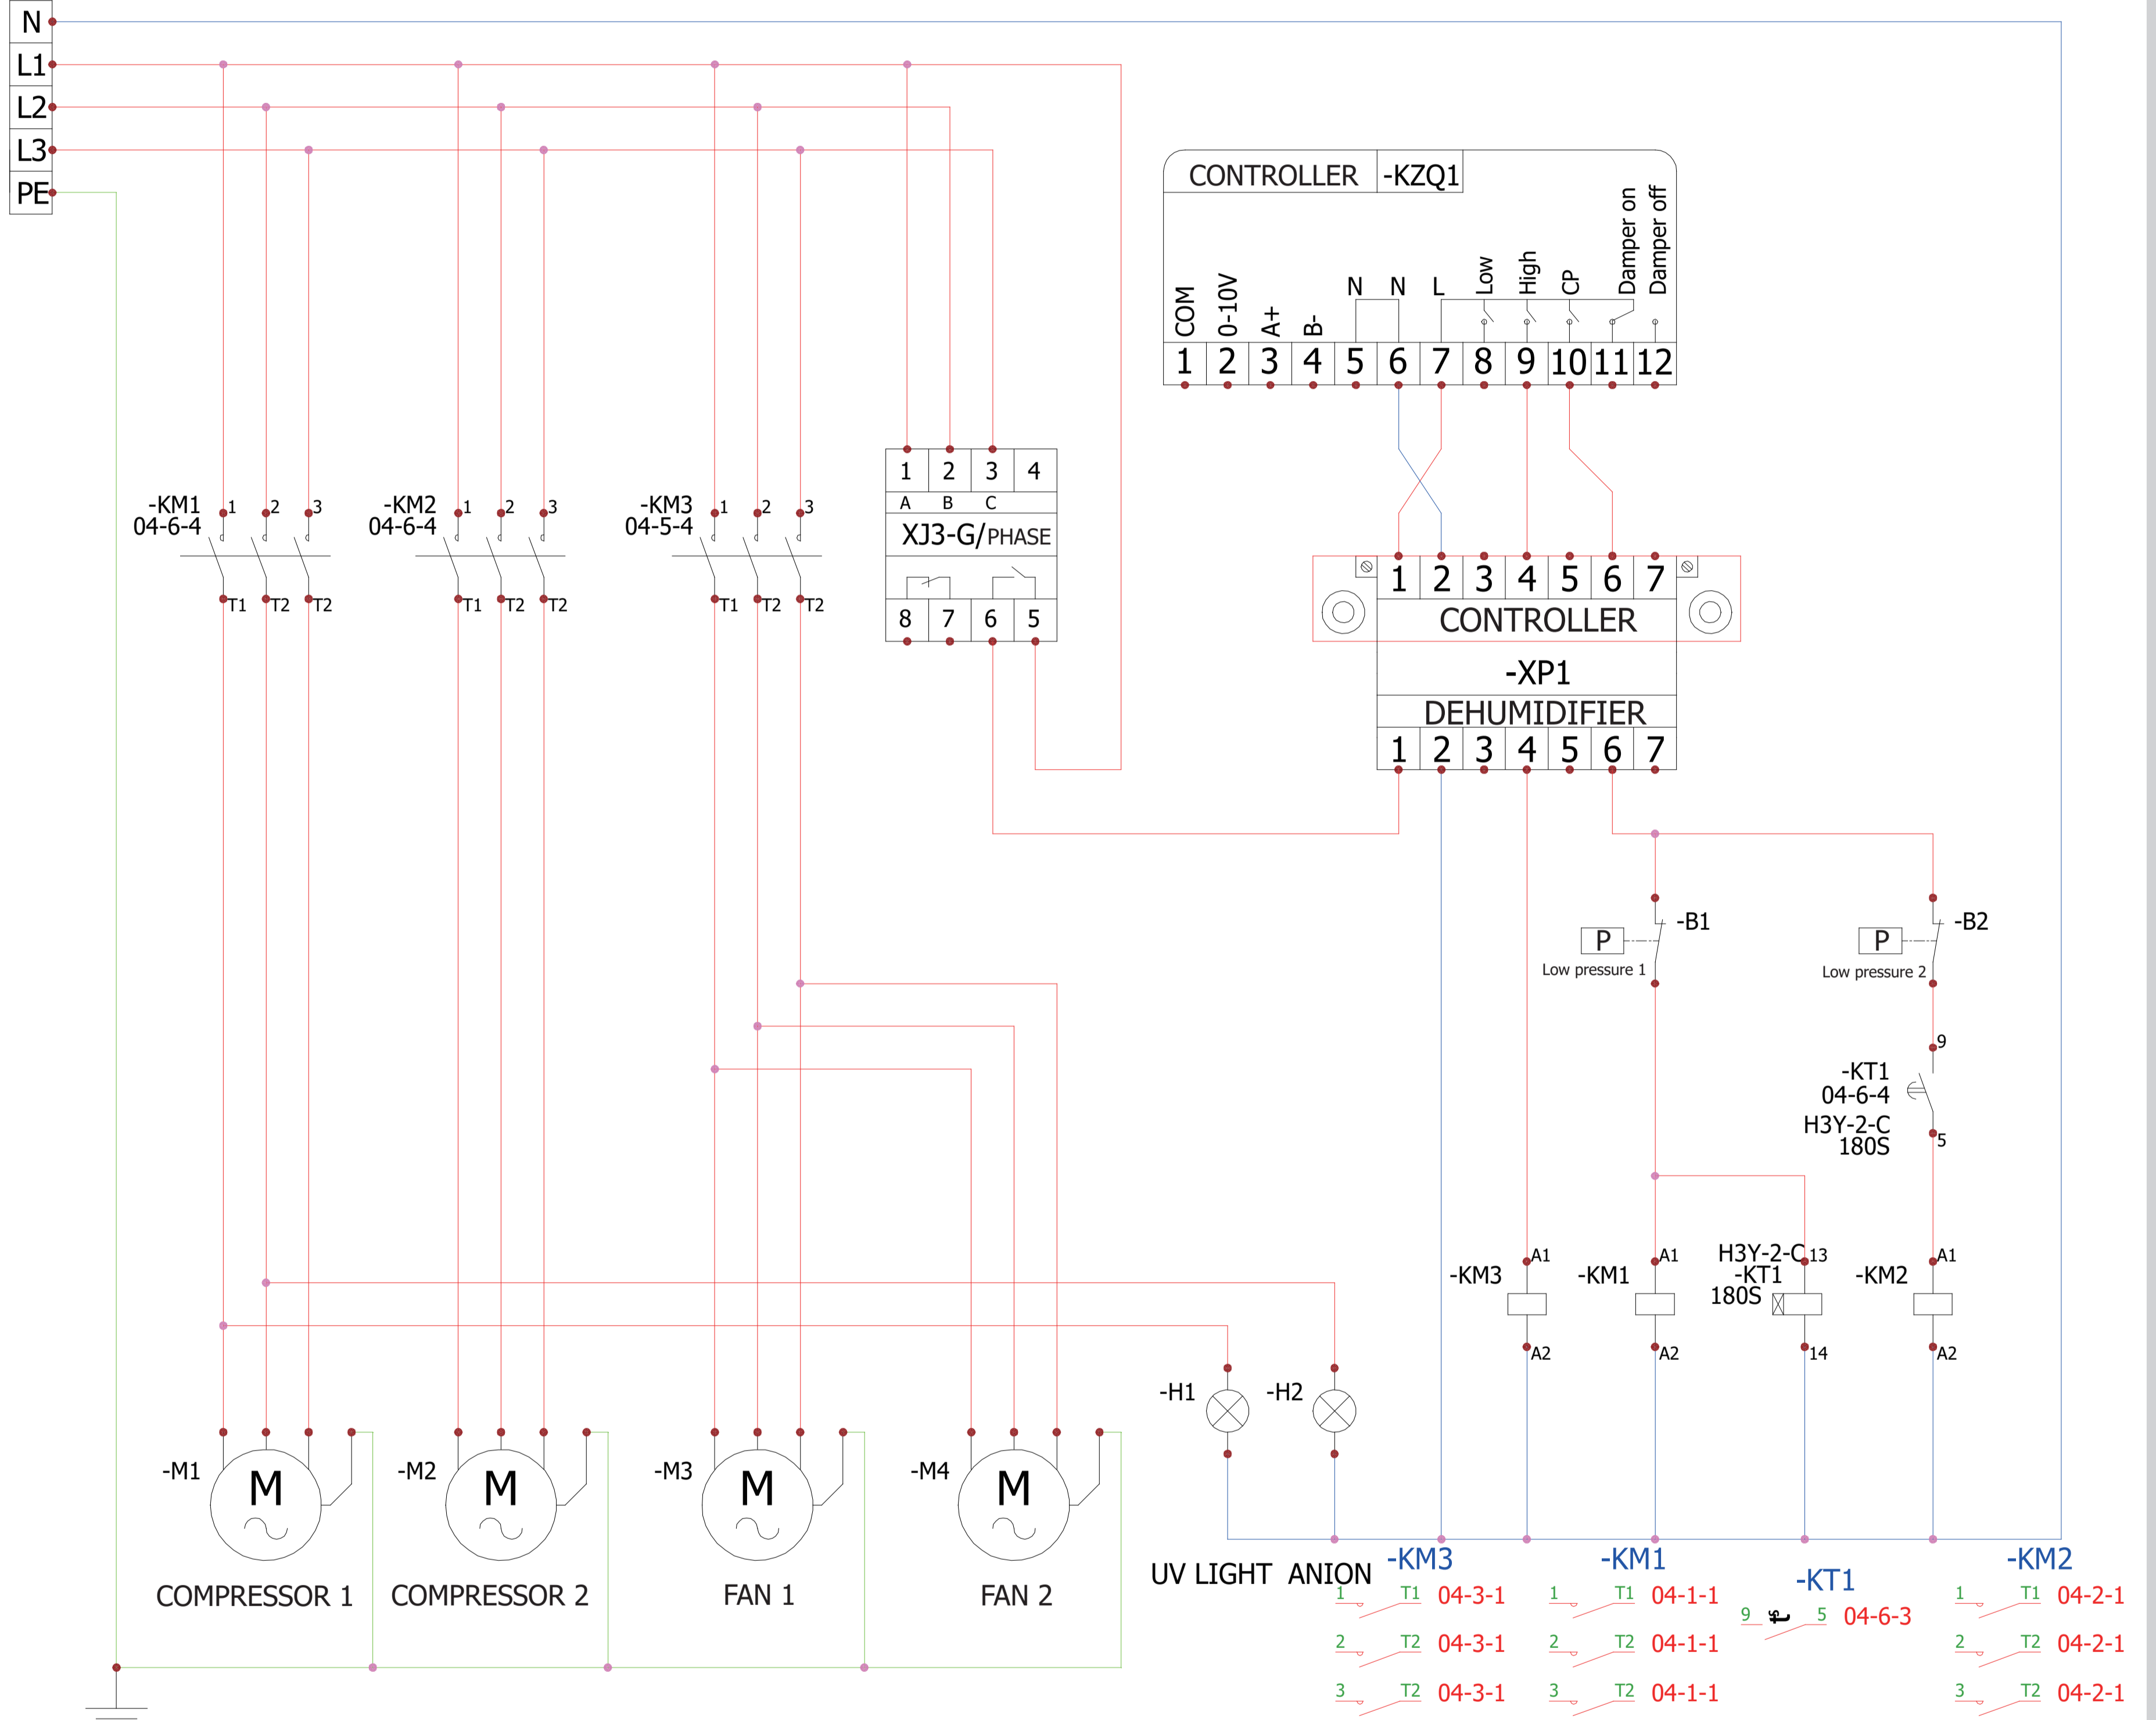 N
L1
L2
L3
PE
CONTROLLER -KZQ1
COM
0-10V
A+
B-
N N L
Low
High
CP
Damper on
Damper off
1 2 3 4 5 6 7 8 9 10 11 12
1 2 3 4
A B C
XJ3-G/PHASE
8 7 6 5
-KM1
04-6-4
1 2 3
T1 T2 T2
-KM2
04-6-4
1 2 3
T1 T2 T2
-KM3
04-5-4
1 2 3
T1 T2 T2
1 2 3 4 5 6 7
CONTROLLER
-XP1
DEHUMIDIFIER
1 2 3 4 5 6 7
P
-B1
Low pressure 1
P
-B2
Low pressure 2
9
-KT1
04-6-4
H3Y-2-C
180S
5
-KM3
A1
A2
-KM1
A1
A2
H3Y-2-C
-KT1
180S
13
14
-KM2
A1
A2
-H1
-H2
-M1
M
-M2
M
-M3
M
-M4
M
COMPRESSOR 1
COMPRESSOR 2
FAN 1
FAN 2
UV LIGHT
ANION
-KM3
1 T1 04-3-1
2 T2 04-3-1
3 T2 04-3-1
-KM1
1 T1 04-1-1
2 T2 04-1-1
3 T2 04-1-1
-KT1
9 5 04-6-3
-KM2
1 T1 04-2-1
2 T2 04-2-1
3 T2 04-2-1